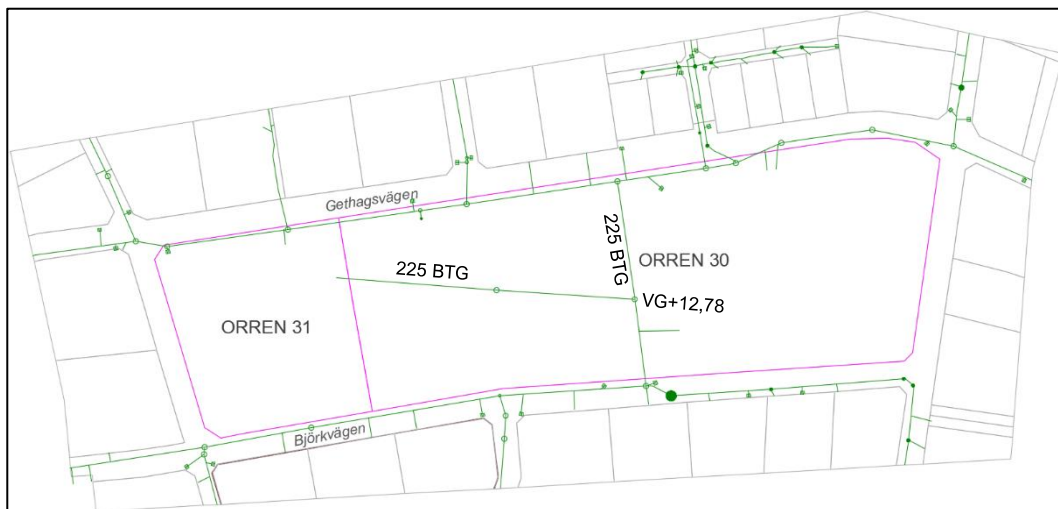 Gethagsvägen
225 BTG
225 BTG
ORREN 30
VG+12,78
ORREN 31
Björkvägen